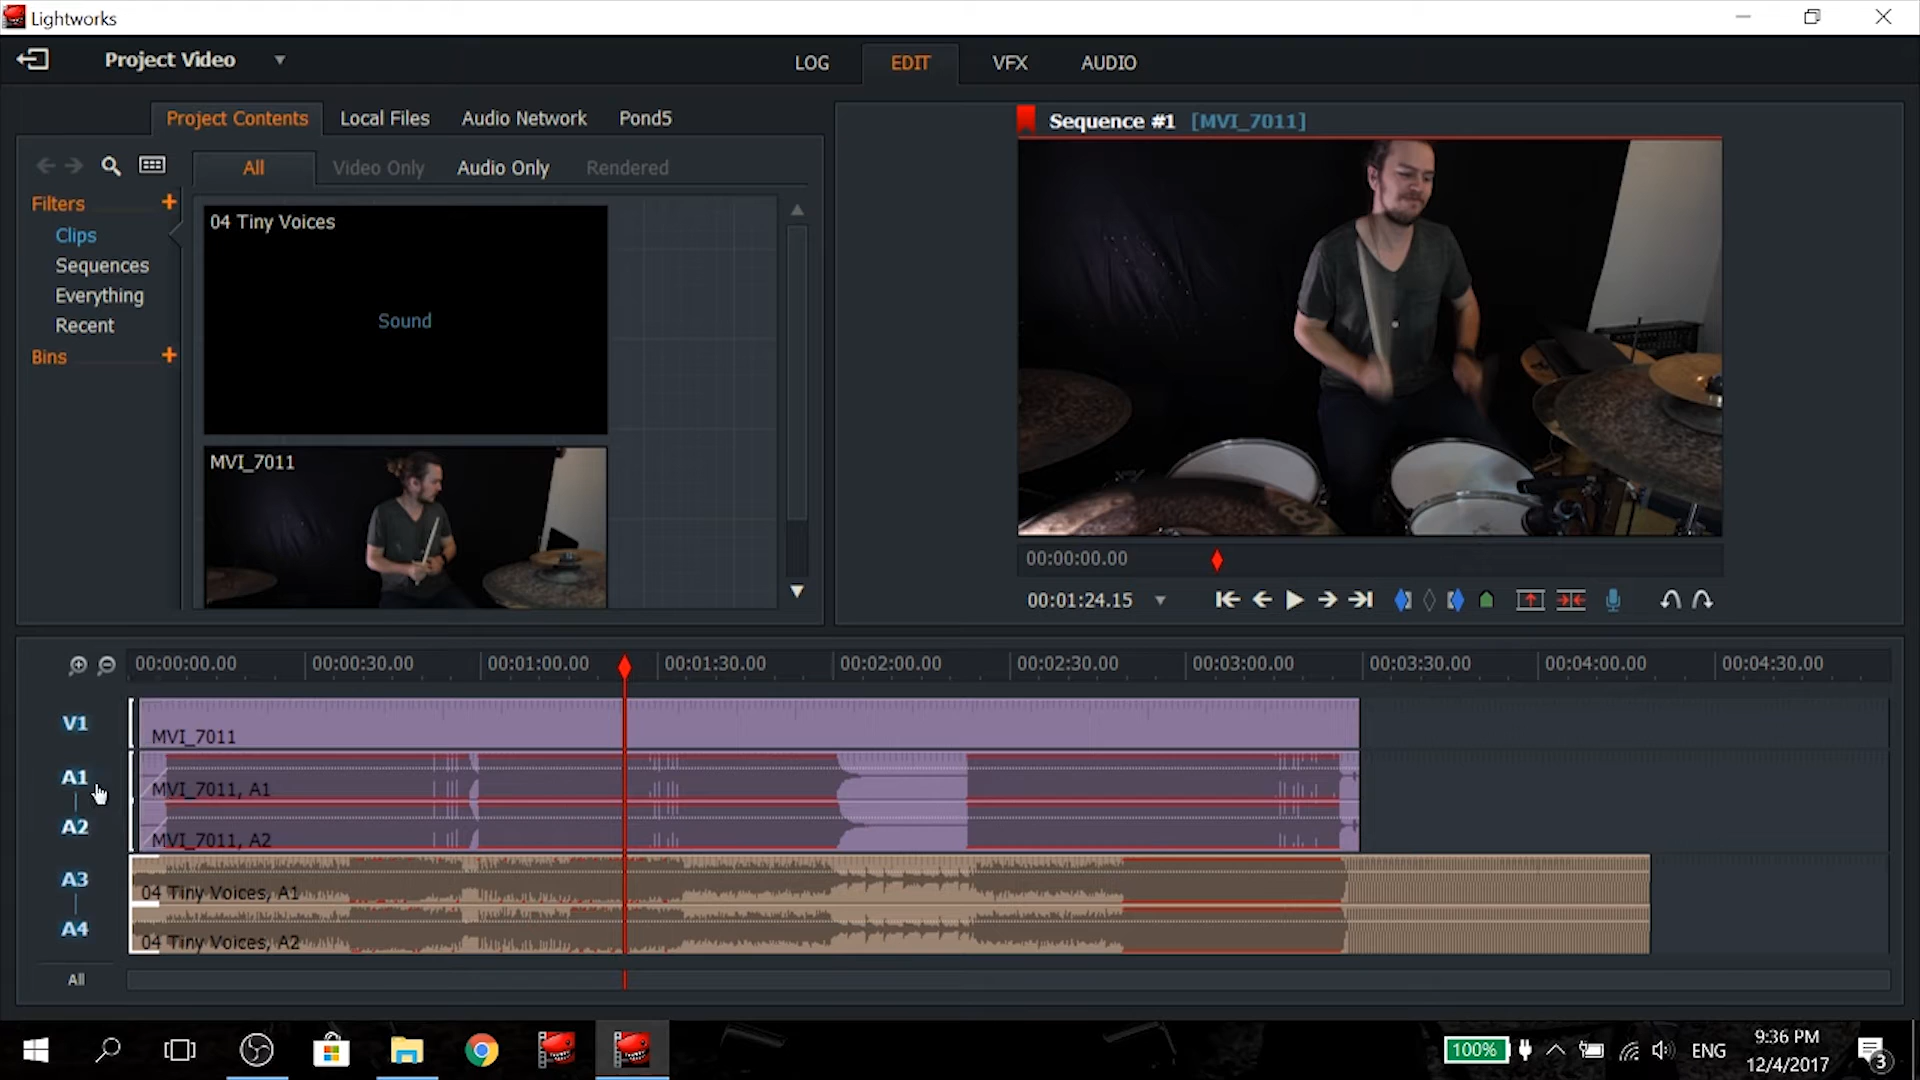 Lightworks
Project Video
LOG
EDIT
VFX
AUDIO
Project Contents
Local Files
Audio Network
Pond5
All
Video Only
Audio Only
Rendered
Filters
+
Clips
Sequences
Everything
Recent
Bins
+
04 Tiny Voices
Sound
MVI_7011
Sequence #1 [MVI_7011]
00:00:00.00
00:01:24.15
00:00:00.00
00:00:30.00
00:01:00.00
00:01:30.00
00:02:00.00
00:02:30.00
00:03:00.00
00:03:30.00
00:04:00.00
00:04:30.00
V1
MVI_7011
A1
MVI_7011, A1
A2
MVI_7011, A2
A3
04 Tiny Voices, A1
A4
04 Tiny Voices, A2
All
100%
ENG
9:36 PM
12/4/2017
3